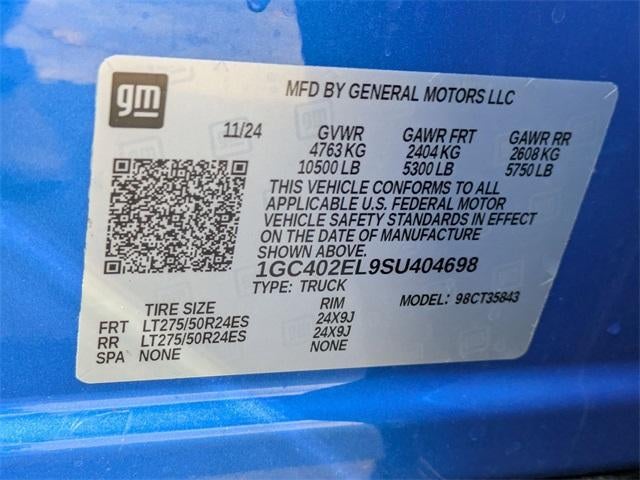 gm
MFD BY GENERAL MOTORS LLC
11/24 GVWR GAWR FRT GAWR RR
4763 KG 2404 KG 2608 KG
10500 LB 5300 LB 5750 LB
THIS VEHICLE CONFORMS TO ALL
APPLICABLE U.S. FEDERAL MOTOR
VEHICLE SAFETY STANDARDS IN EFFECT
ON THE DATE OF MANUFACTURE
SHOWN ABOVE.
1GC402EL9SU404698
TYPE: TRUCK MODEL: 98CT35843
TIRE SIZE RIM
FRT LT275/50R24ES 24X9J
RR LT275/50R24ES 24X9J
SPA NONE NONE